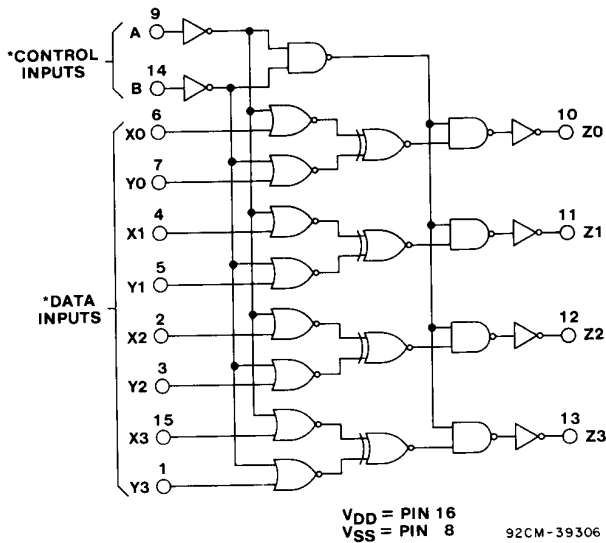 9
A
*CONTROL
INPUTS
14
B
6
X0
7
Y0
4
X1
5
Y1
*DATA
INPUTS
2
X2
3
Y2
15
X3
1
Y3
10
Z0
11
Z1
12
Z2
13
Z3
VDD = PIN 16
VSS = PIN 8
92CM-39306